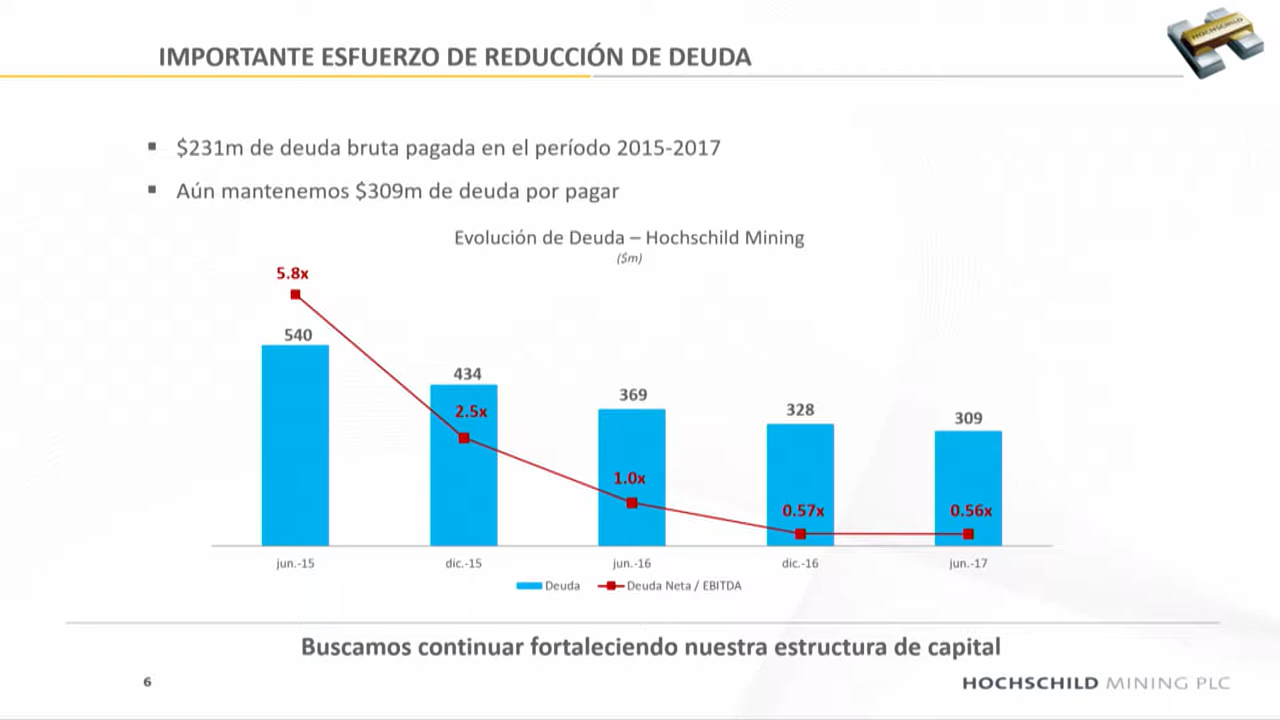 HOCHSCHILD
IMPORTANTE ESFUERZO DE REDUCCIÓN DE DEUDA
▪ $231m de deuda bruta pagada en el período 2015-2017
▪ Aún mantenemos $309m de deuda por pagar
Evolución de Deuda – Hochschild Mining
($m)
5.8x
540
434
2.5x
369
1.0x
328
0.57x
309
0.56x
jun.-15 dic.-15 jun.-16 dic.-16 jun.-17
Deuda Deuda Neta / EBITDA
Buscamos continuar fortaleciendo nuestra estructura de capital
6
HOCHSCHILD MINING PLC